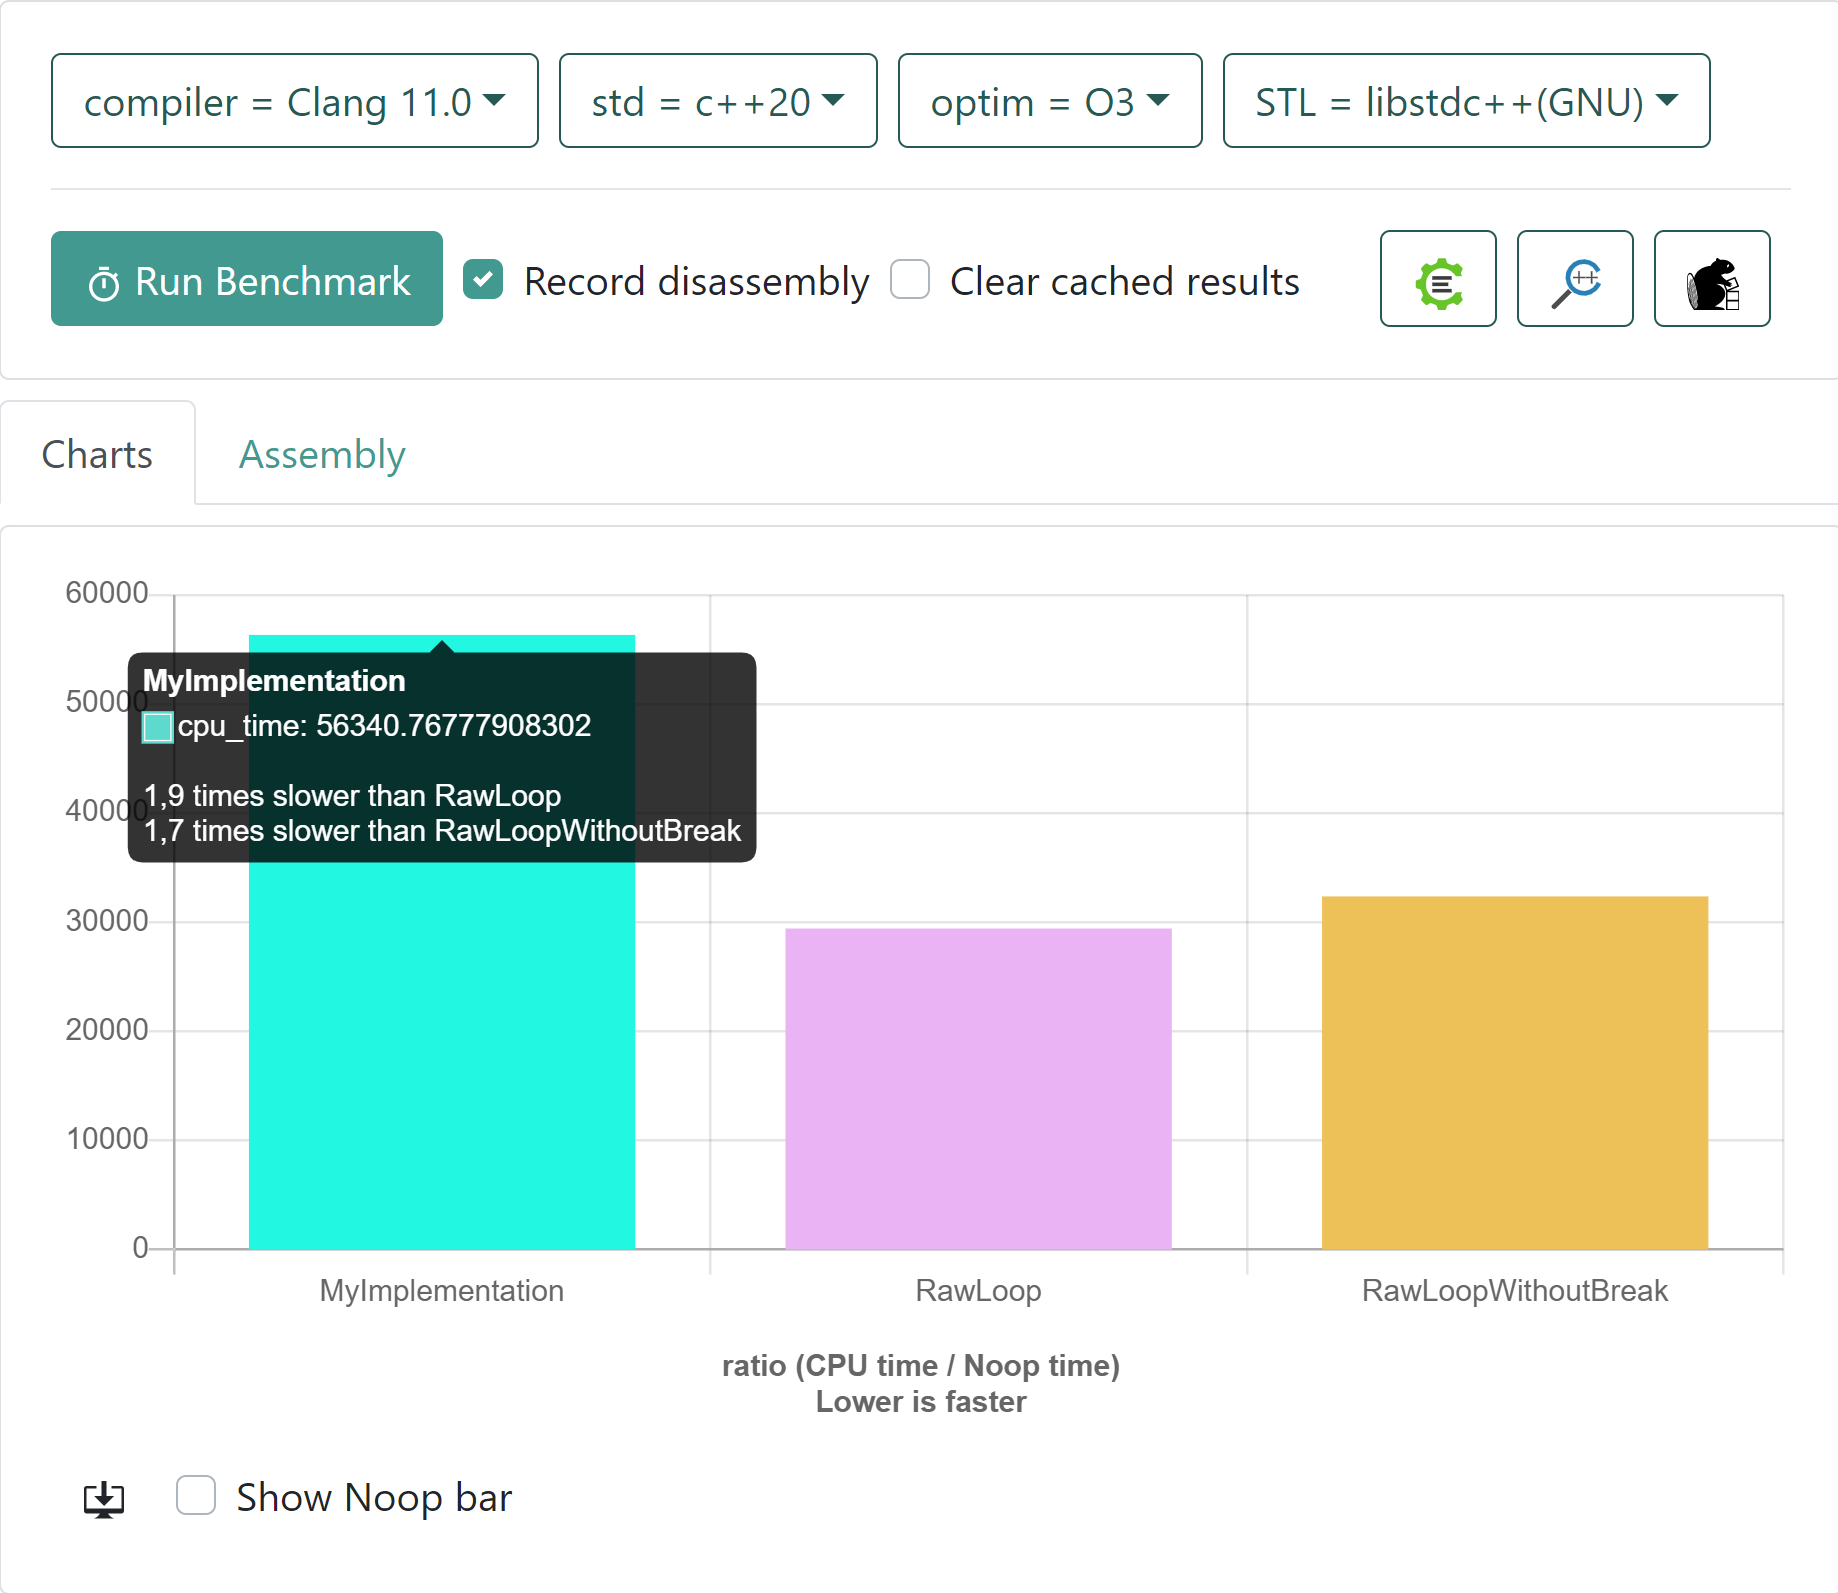 compiler = Clang 11.0
std = c++20
optim = O3
STL = libstdc++(GNU)
Run Benchmark
Record disassembly
Clear cached results
Charts
Assembly
60000
50000
40000
30000
20000
10000
0
MyImplementation
cpu_time: 56340.76777908302
1,9 times slower than RawLoop
1,7 times slower than RawLoopWithoutBreak
MyImplementation
RawLoop
RawLoopWithoutBreak
ratio (CPU time / Noop time)
Lower is faster
Show Noop bar